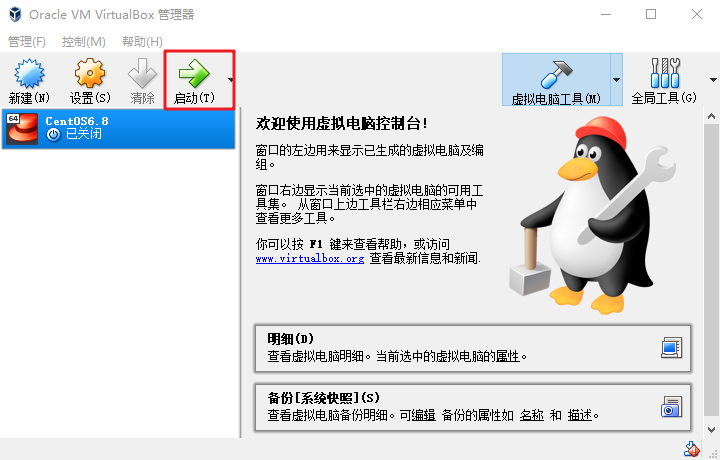 Oracle VM VirtualBox 管理器
管理(F) 控制(M) 帮助(H)
新建(N) 设置(S) 清除 启动(T) 虚拟电脑工具(M) 全局工具(G)
64 CentOS6.8
已关闭
欢迎使用虚拟电脑控制台!
窗口的左边用来显示已生成的虚拟电脑及编
组。
窗口右边显示当前选中的虚拟电脑的可用工
具集。 从窗口上边工具栏右边相应菜单中
查看更多工具。
你可以按 F1 键来查看帮助, 或访问
www.virtualbox.org 查看最新信息和新闻.
明细(D)
查看虚拟电脑明细。当前选中的虚拟电脑的属性。
备份[系统快照](S)
查看虚拟电脑备份明细。可编辑 备份的属性如 名称 和 描述。